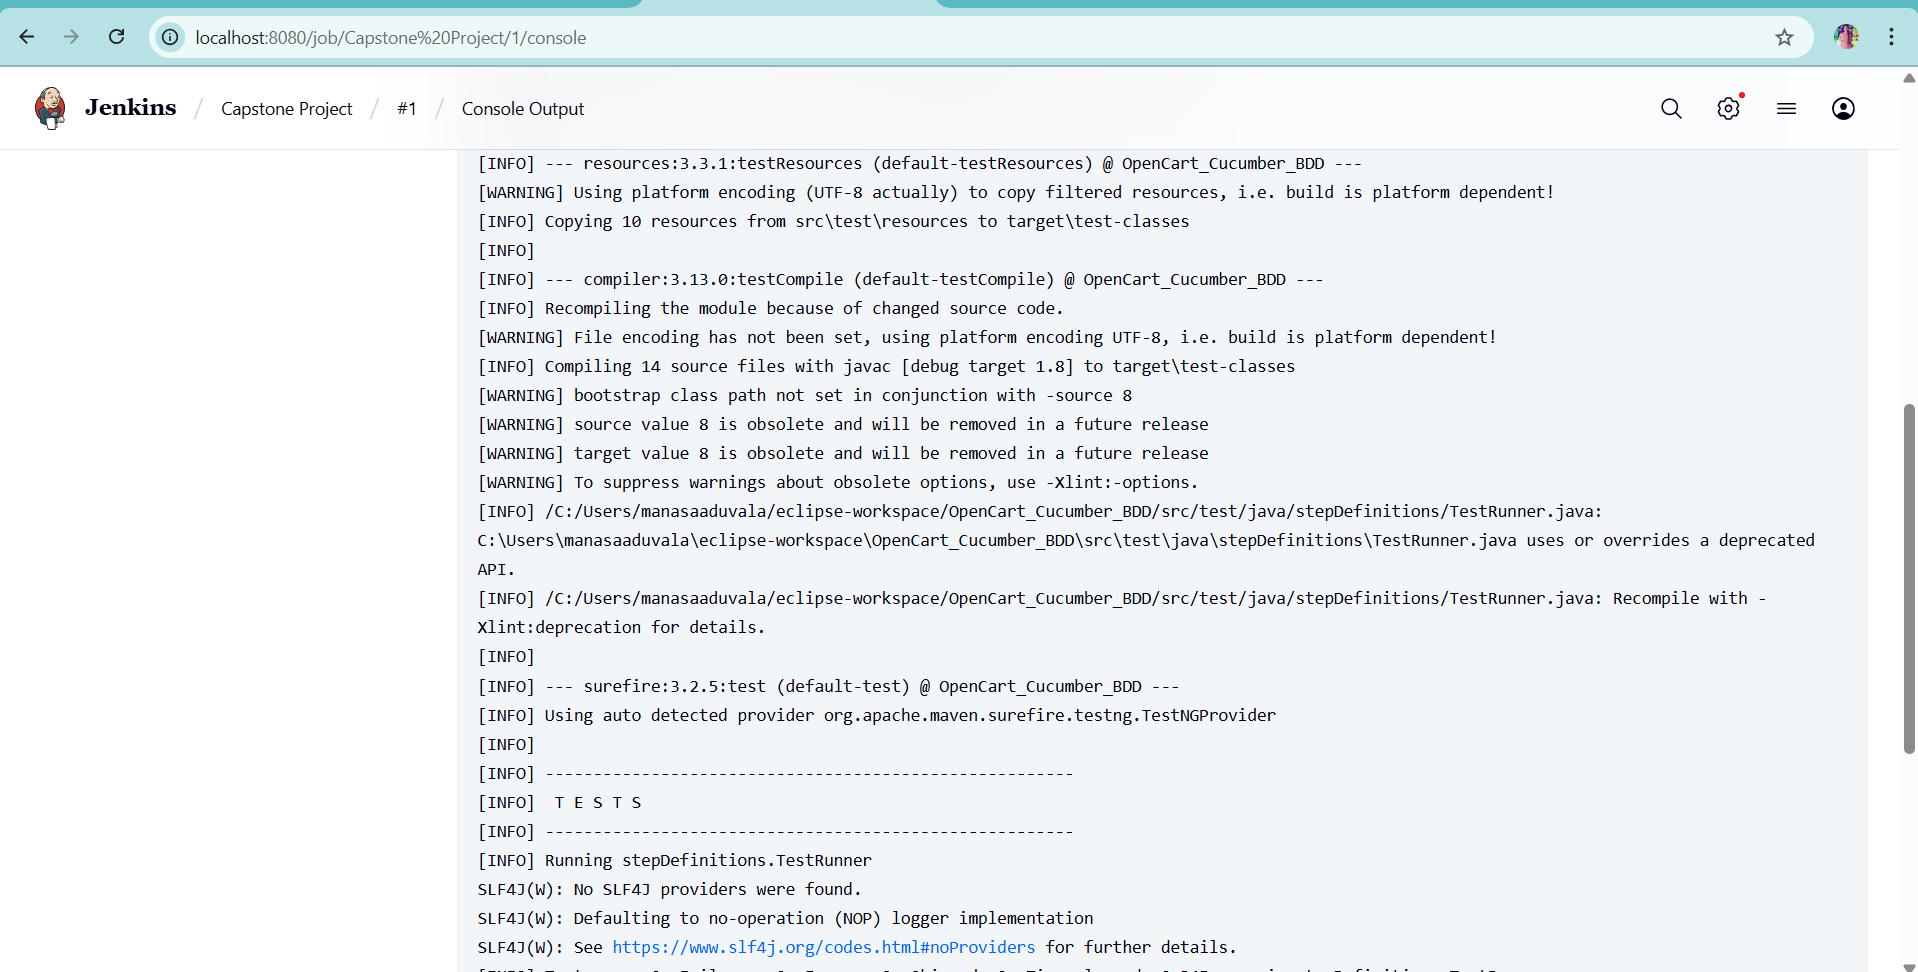 localhost:8080/job/Capstone%20Project/1/console
Jenkins / Capstone Project / #1 / Console Output
[INFO] --- resources:3.3.1:testResources (default-testResources) @ OpenCart_Cucumber_BDD ---
[WARNING] Using platform encoding (UTF-8 actually) to copy filtered resources, i.e. build is platform dependent!
[INFO] Copying 10 resources from src\test\resources to target\test-classes
[INFO]
[INFO] --- compiler:3.13.0:testCompile (default-testCompile) @ OpenCart_Cucumber_BDD ---
[INFO] Recompiling the module because of changed source code.
[WARNING] File encoding has not been set, using platform encoding UTF-8, i.e. build is platform dependent!
[INFO] Compiling 14 source files with javac [debug target 1.8] to target\test-classes
[WARNING] bootstrap class path not set in conjunction with -source 8
[WARNING] source value 8 is obsolete and will be removed in a future release
[WARNING] target value 8 is obsolete and will be removed in a future release
[WARNING] To suppress warnings about obsolete options, use -Xlint:-options.
[INFO] /C:/Users/manasaaduvala/eclipse-workspace/OpenCart_Cucumber_BDD/src/test/java/stepDefinitions/TestRunner.java:
C:\Users\manasaaduvala\eclipse-workspace\OpenCart_Cucumber_BDD\src\test\java\stepDefinitions\TestRunner.java uses or overrides a deprecated
API.
[INFO] /C:/Users/manasaaduvala/eclipse-workspace/OpenCart_Cucumber_BDD/src/test/java/stepDefinitions/TestRunner.java: Recompile with -
Xlint:deprecation for details.
[INFO]
[INFO] --- surefire:3.2.5:test (default-test) @ OpenCart_Cucumber_BDD ---
[INFO] Using auto detected provider org.apache.maven.surefire.testng.TestNGProvider
[INFO]
[INFO] -------------------------------------------------------
[INFO]  T E S T S
[INFO] -------------------------------------------------------
[INFO] Running stepDefinitions.TestRunner
SLF4J(W): No SLF4J providers were found.
SLF4J(W): Defaulting to no-operation (NOP) logger implementation
SLF4J(W): See https://www.slf4j.org/codes.html#noProviders for further details.